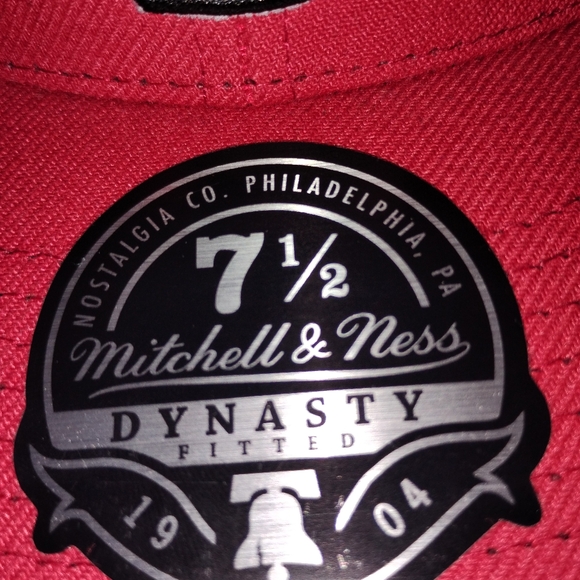 NOSTALGIA CO. PHILADELPHIA, PA
7 1/2
Mitchell & Ness
DYNASTY
FITTED
19 04